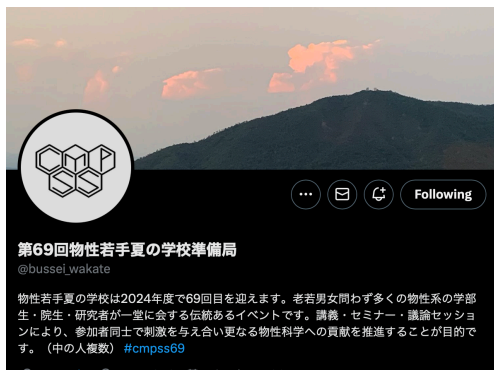 CMP
SS
Following
第69回物性若手夏の学校準備局
@bussei_wakate
物性若手夏の学校は2024年度で69回目を迎えます。老若男女問わず多くの物性系の学部
生・院生・研究者が一堂に会する伝統あるイベントです。講義・セミナー・議論セッショ
ンにより、参加者同士で刺激を与え合い更なる物性科学への貢献を推進することが目的で
す。（中の人複数） #cmpss69